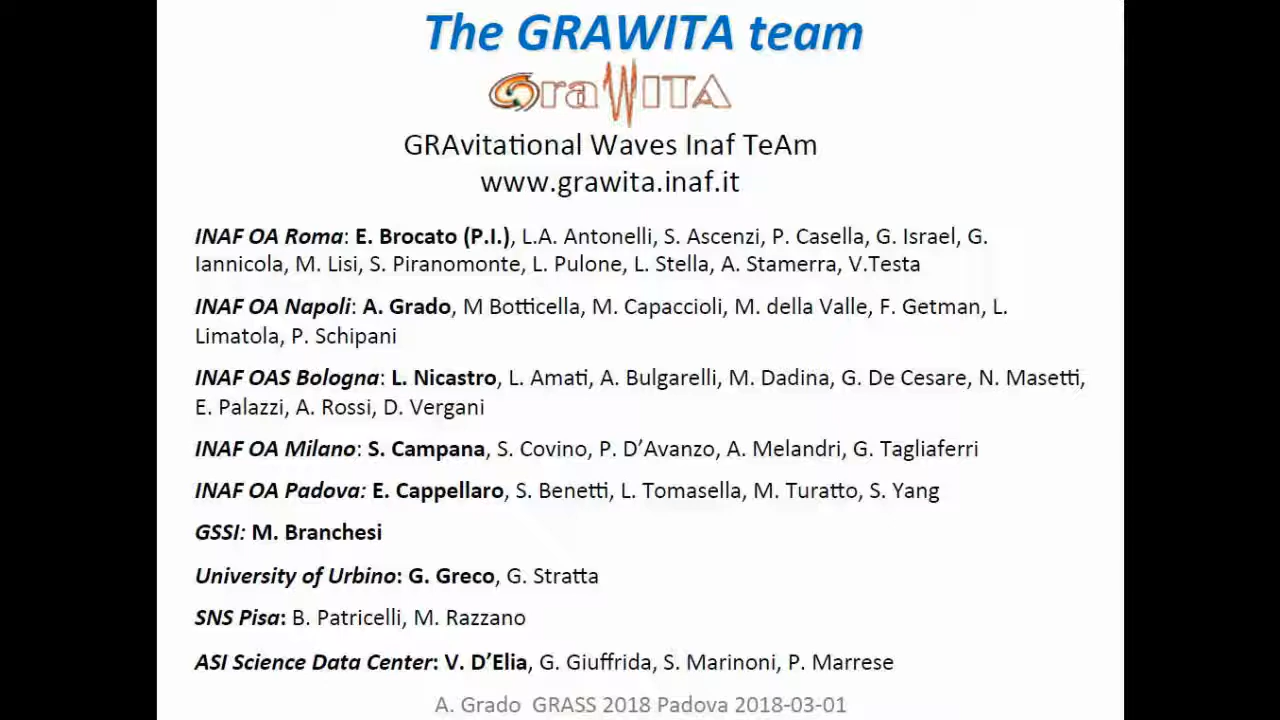 The GRAWITA team
GraWITA
GRAvitational Waves Inaf TeAm
www.grawita.inaf.it
INAF OA Roma: E. Brocato (P.I.), L.A. Antonelli, S. Ascenzi, P. Casella, G. Israel, G.
Iannicola, M. Lisi, S. Piranomonte, L. Pulone, L. Stella, A. Stamerra, V.Testa
INAF OA Napoli: A. Grado, M Botticella, M. Capaccioli, M. della Valle, F. Getman, L.
Limatola, P. Schipani
INAF OAS Bologna: L. Nicastro, L. Amati, A. Bulgarelli, M. Dadina, G. De Cesare, N. Masetti,
E. Palazzi, A. Rossi, D. Vergani
INAF OA Milano: S. Campana, S. Covino, P. D’Avanzo, A. Melandri, G. Tagliaferri
INAF OA Padova: E. Cappellaro, S. Benetti, L. Tomasella, M. Turatto, S. Yang
GSSI: M. Branchesi
University of Urbino: G. Greco, G. Stratta
SNS Pisa: B. Patricelli, M. Razzano
ASI Science Data Center: V. D’Elia, G. Giuffrida, S. Marinoni, P. Marrese
A. Grado GRASS 2018 Padova 2018-03-01